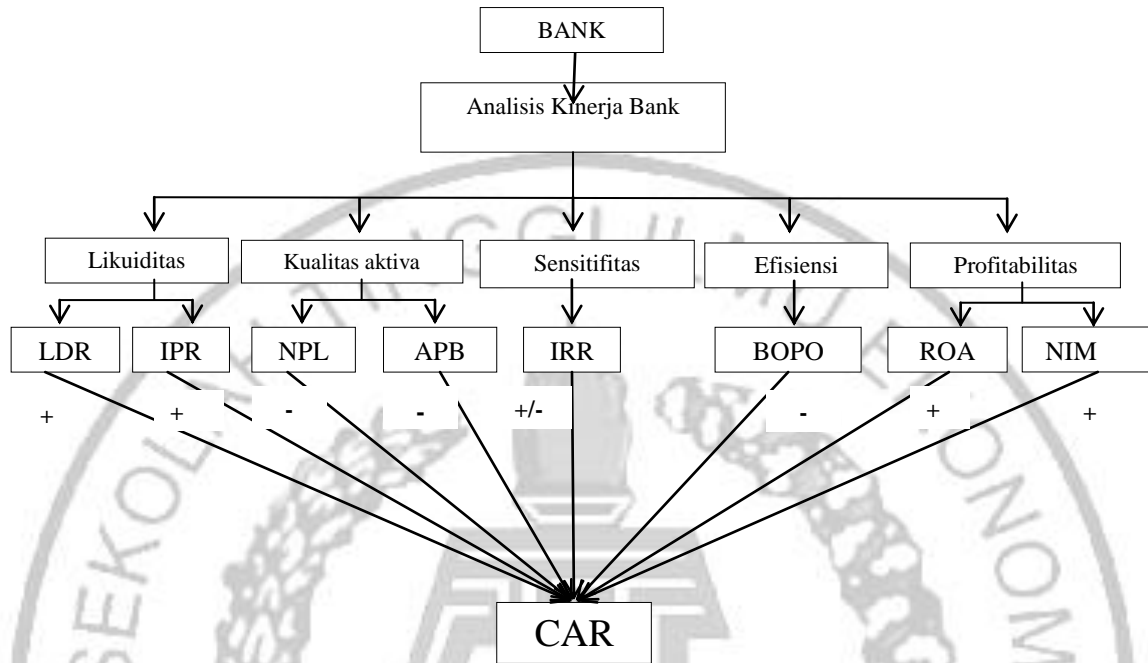 BANK
Analisis Kinerja Bank
Likuiditas Kualitas aktiva Sensitifitas Efisiensi Profitabilitas
LDR IPR NPL APB IRR BOPO ROA NIM
+ + - - +/- - + +
CAR